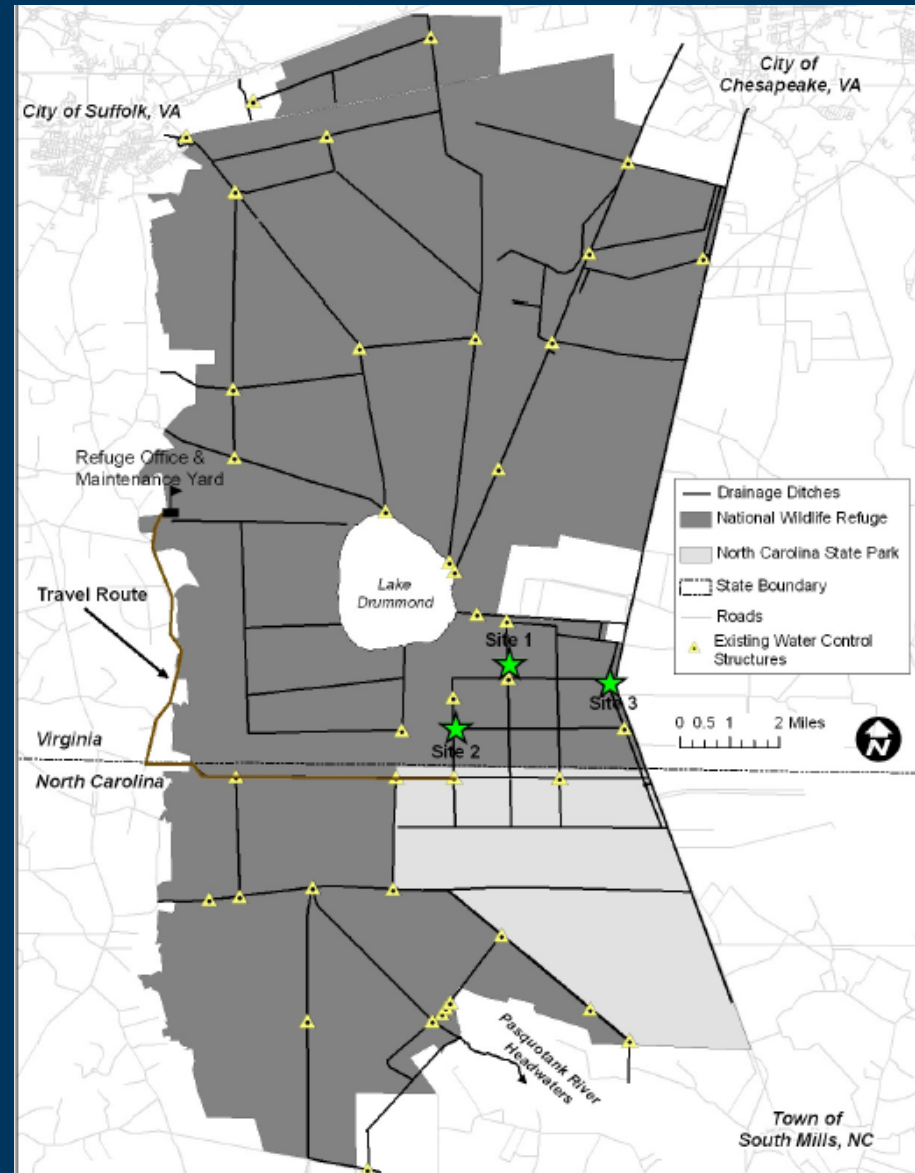 City of
Chesapeake, VA
City of Suffolk, VA
Refuge Office &
Maintenance Yard
Drainage Ditches
National Wildlife Refuge
North Carolina State Park
State Boundary
Roads
Existing Water Control
Structures
Travel Route
Lake
Drummond
Site 1
Site 3
Site 2
0 0.5 1 2 Miles
N
Virginia
North Carolina
Pasquotank River
Headwaters
Town of
South Mills, NC